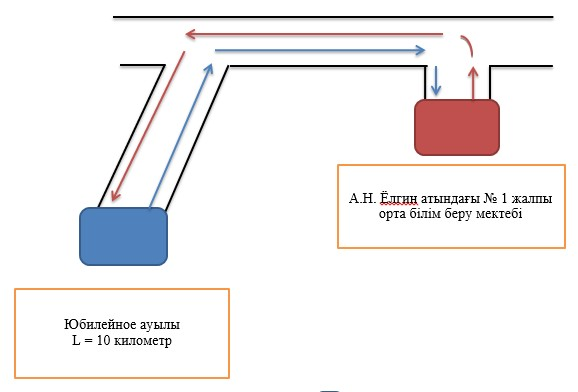 А.Н. Ёлгин атындағы № 1 жалпы
орта білім беру мектебі
Юбилейное ауылы
L = 10 километр